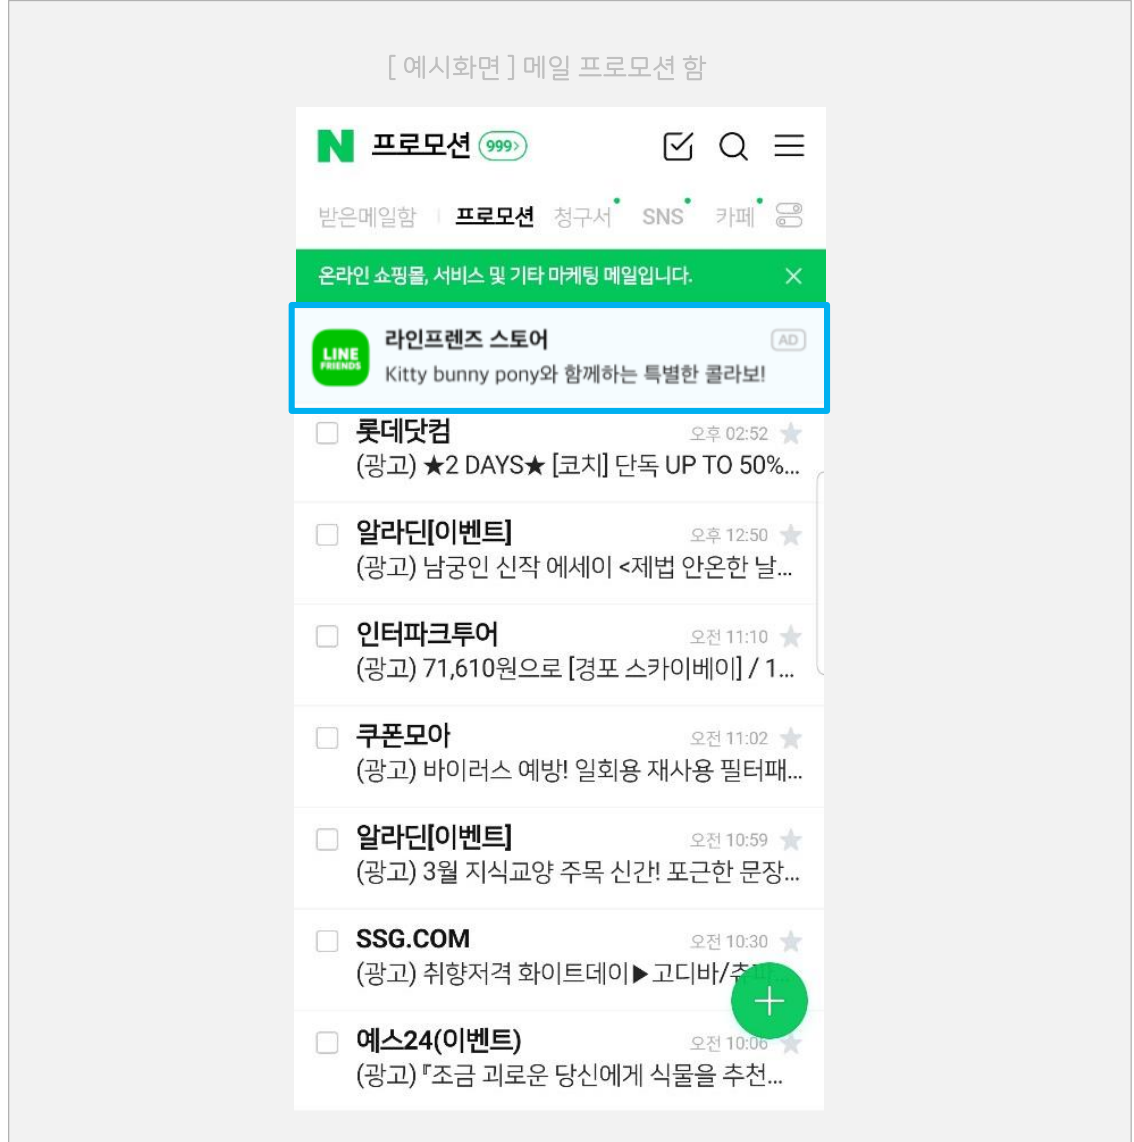 [ 예시화면 ] 메일 프로모션 함
N 프로모션 999>
받은메일함 프로모션 청구서 SNS 카페
온라인 쇼핑몰, 서비스 및 기타 마케팅 메일입니다.
LINE FRIENDS
라인프렌즈 스토어 AD
Kitty bunny pony와 함께하는 특별한 콜라보!
롯데닷컴 오후 02:52
(광고) ★2 DAYS★ [코치] 단독 UP TO 50%...
알라딘[이벤트] 오후 12:50
(광고) 남궁인 신작 에세이 <제법 안온한 날...
인터파크투어 오전 11:10
(광고) 71,610원으로 [경포 스카이베이] / 1...
쿠폰모아 오전 11:02
(광고) 바이러스 예방! 일회용 재사용 필터패...
알라딘[이벤트] 오전 10:59
(광고) 3월 지식교양 주목 신간! 포근한 문장...
SSG.COM 오전 10:30
(광고) 취향저격 화이트데이▶고디바/
예스24(이벤트) 오전 10:06
(광고) 『조금 괴로운 당신에게 식물을 추천...